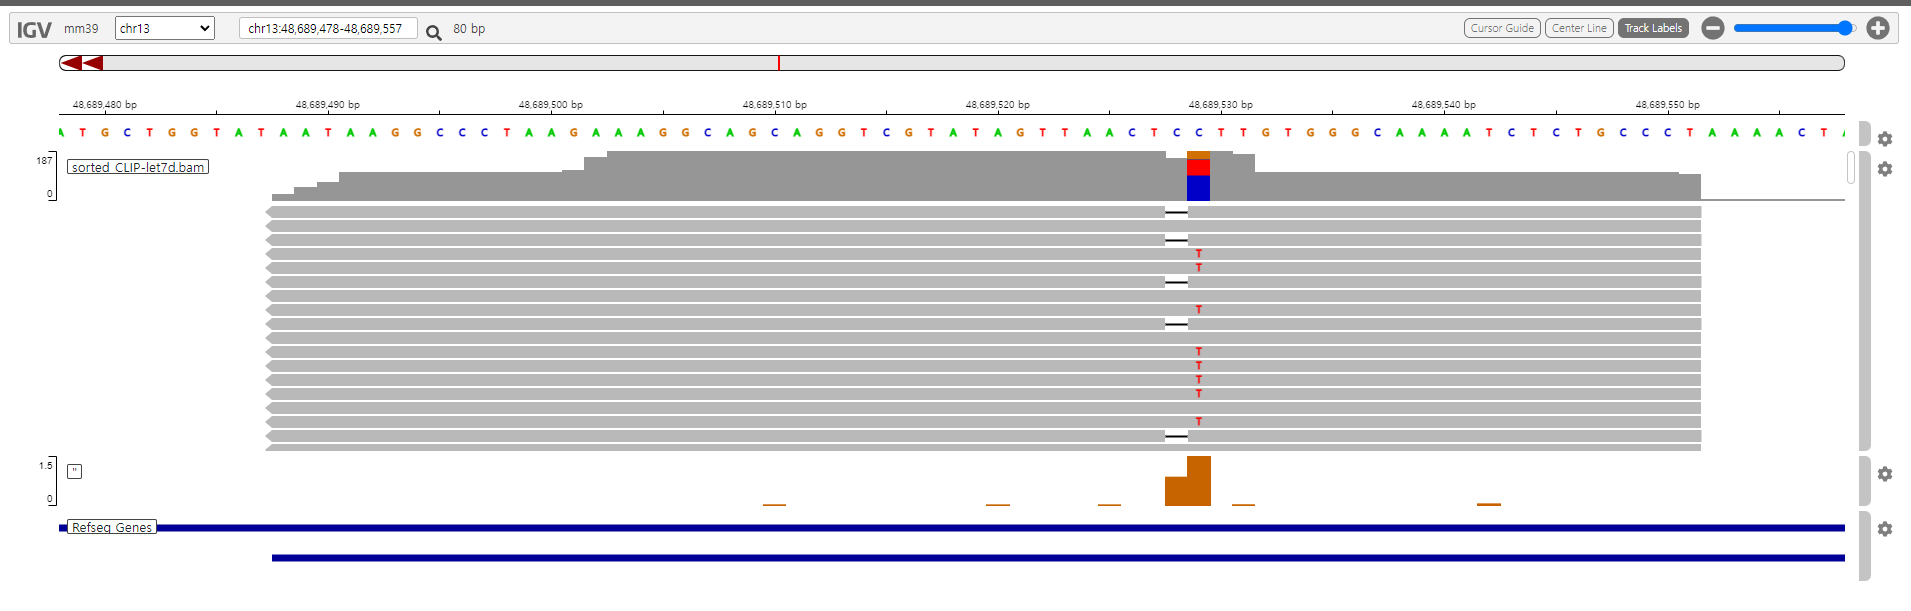 IGV mm39 chr13 chr13:48,689,478-48,689,557 80 bp Cursor Guide Center Line Track Labels
48,689,480 bp 48,689,490 bp 48,689,500 bp 48,689,510 bp 48,689,520 bp 48,689,530 bp 48,689,540 bp 48,689,550 bp
A T G C T G G T A T A A T A A G G C C C T A A G A A A G G C A G C A G G T C G T A T A G T T A A C T C C T T G T G G G C A A A A T C T C T G C C C T A A A A C T A
187
sorted_CLIP-let7d.bam
0
T
T
T
T
T
T
T
T
1.5
"
0
Refseq Genes